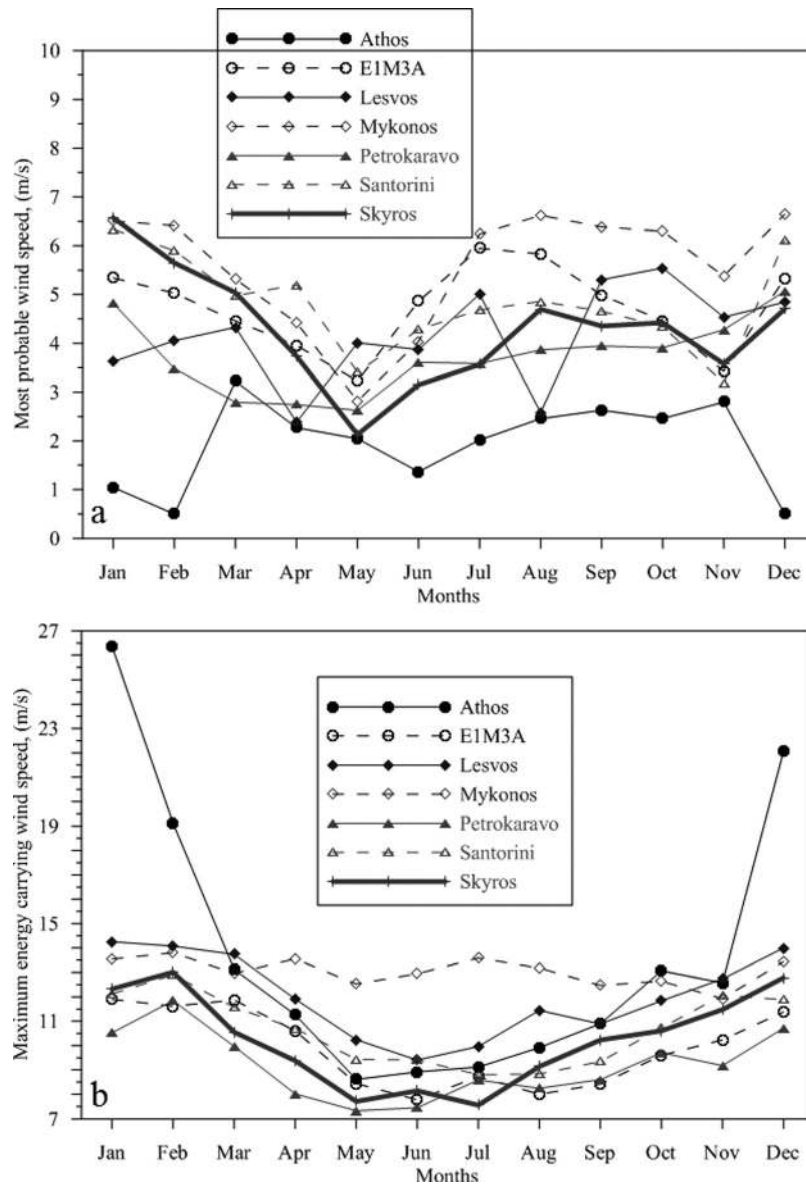 10
9
8
7
6
5
4
3
2
1
0
Most probable wind speed, (m/s)
Athos
E1M3A
Lesvos
Mykonos
Petrokaravo
Santorini
Skyros
a
Jan Feb Mar Apr May Jun Jul Aug Sep Oct Nov Dec
Months
27
23
19
15
11
7
Maximum energy carrying wind speed, (m/s)
Athos
E1M3A
Lesvos
Mykonos
Petrokaravo
Santorini
Skyros
b
Jan Feb Mar Apr May Jun Jul Aug Sep Oct Nov Dec
Months